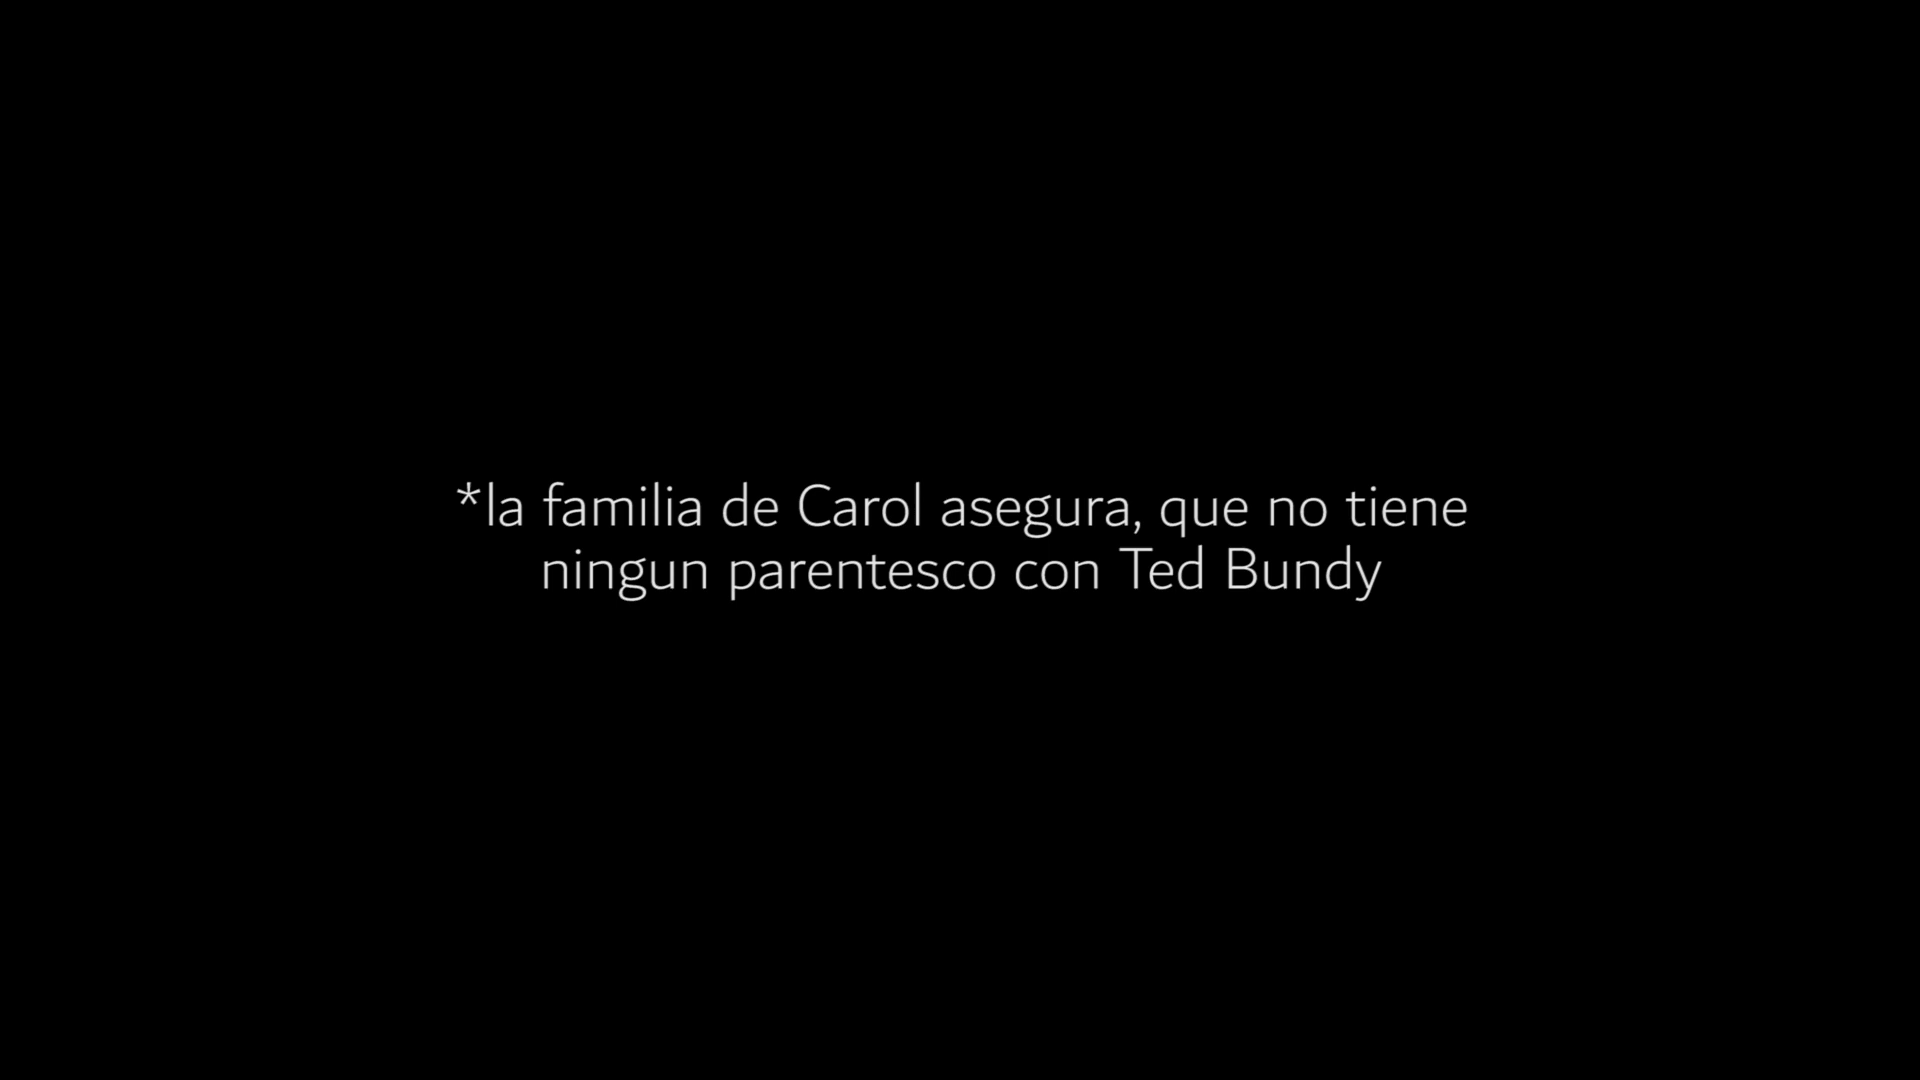 *la familia de Carol asegura, que no tiene
ningun parentesco con Ted Bundy